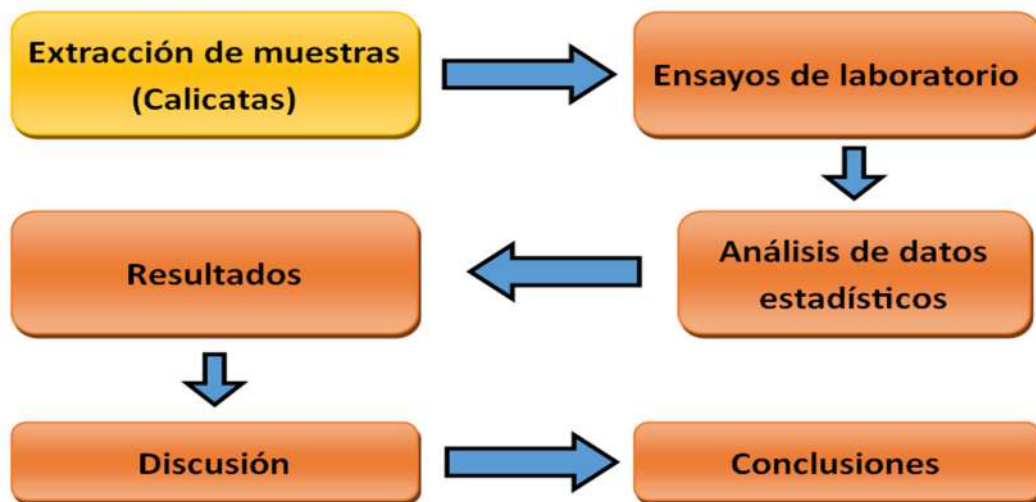 Extracción de muestras
(Calicatas)
Ensayos de laboratorio
Análisis de datos
estadísticos
Resultados
Discusión
Conclusiones